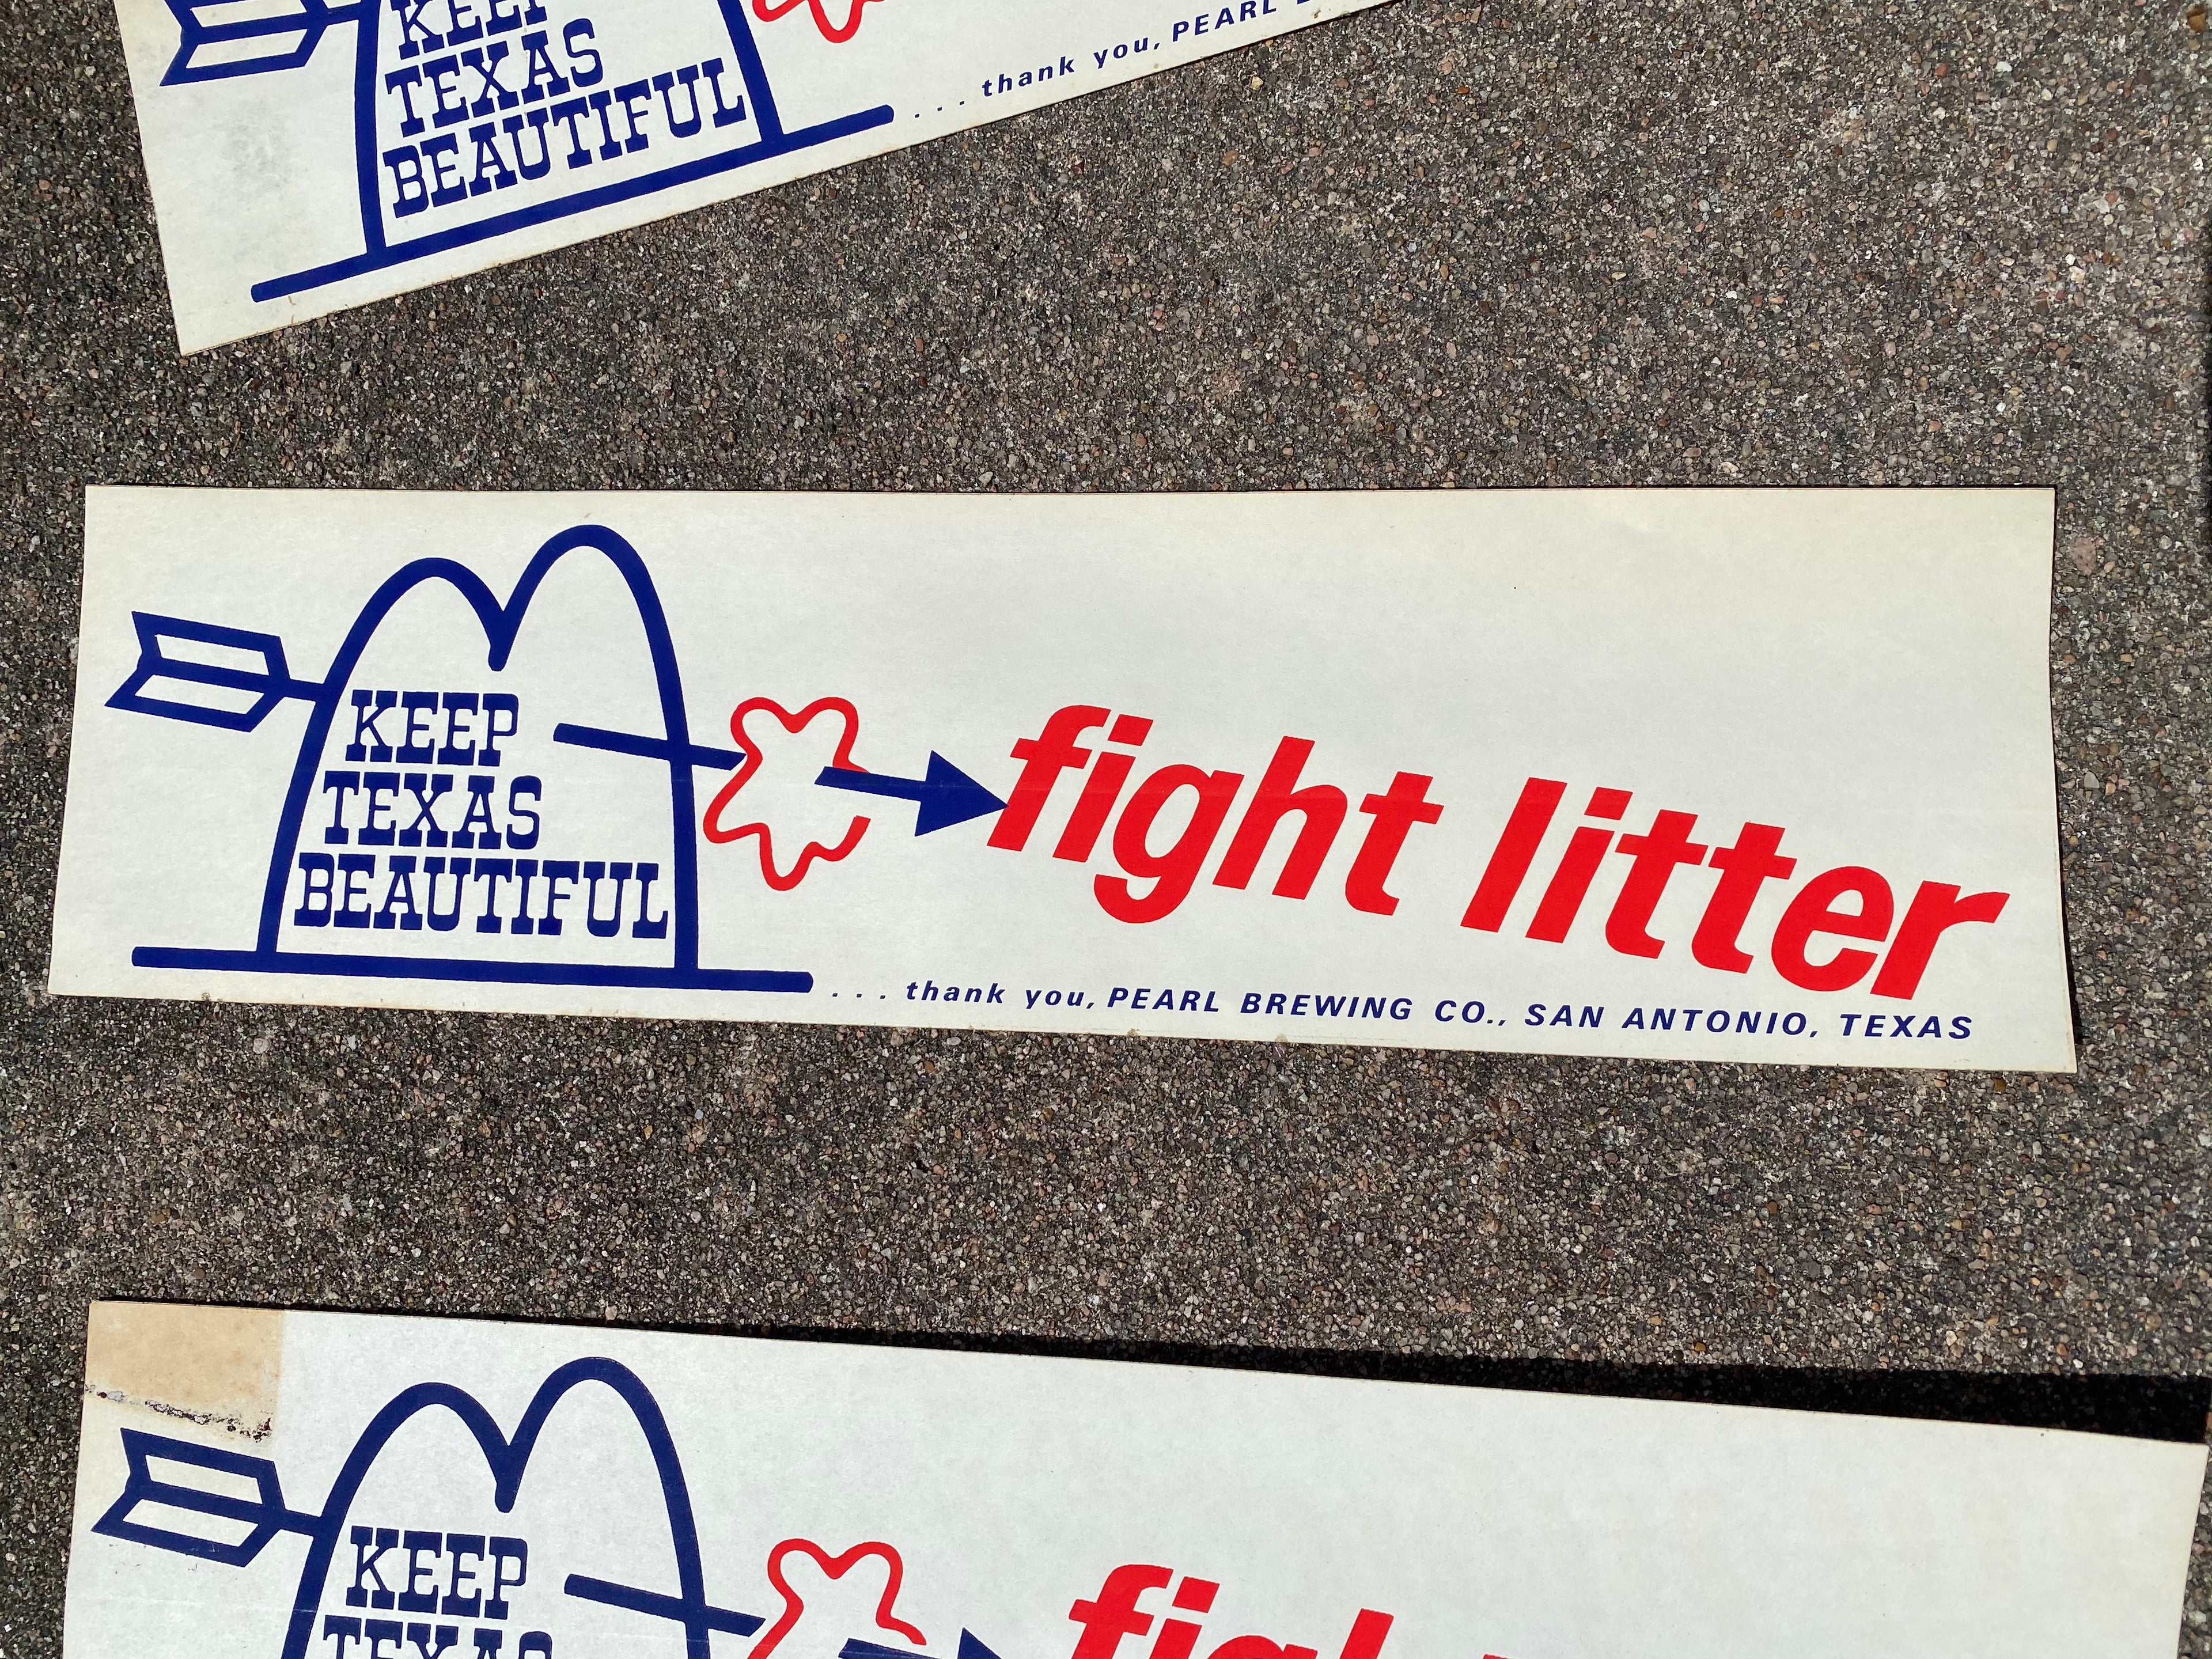 KEEP
TEXAS
BEAUTIFUL
. . . thank you, PEARL
KEEP
TEXAS
BEAUTIFUL
fight litter
. . . thank you, PEARL BREWING CO., SAN ANTONIO, TEXAS
KEEP
TEXAS